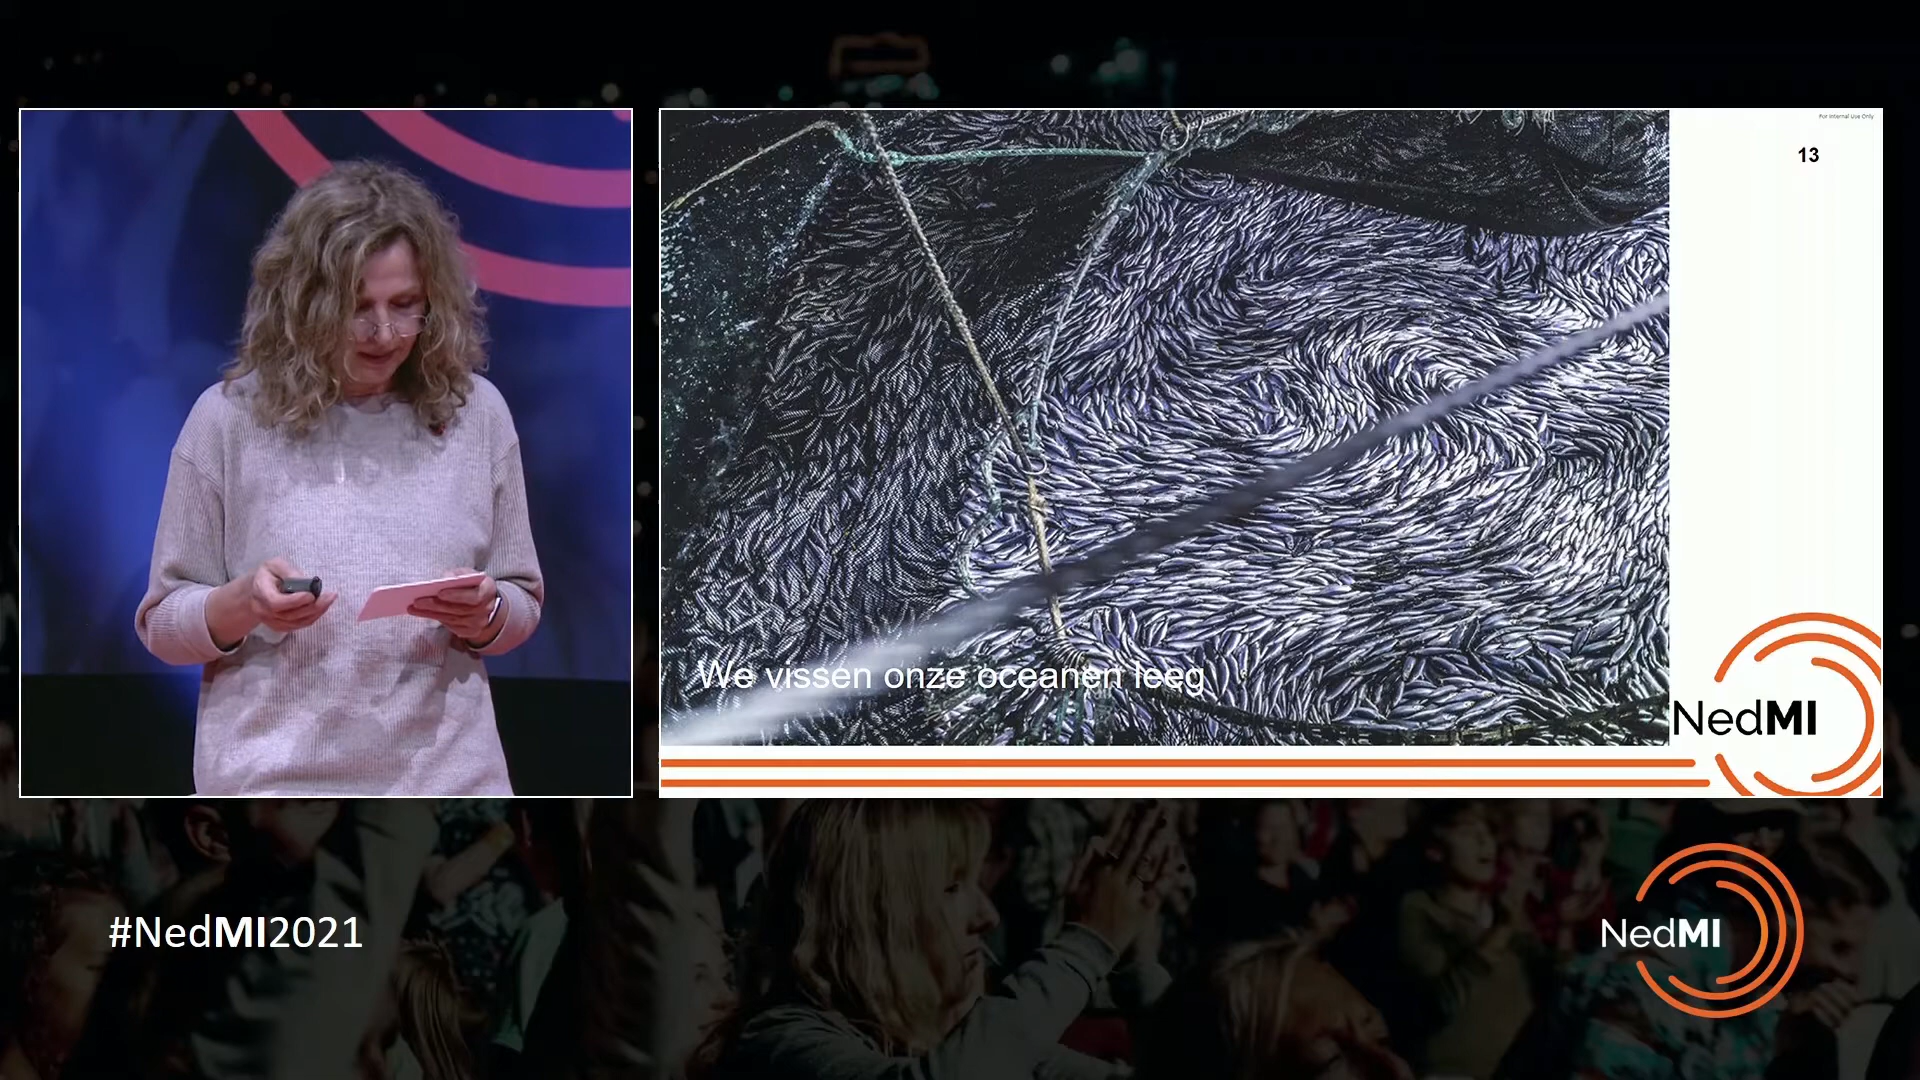 For Internal Use Only
13
We vissen onze oceanen leeg
NedMI
#NedMI2021
NedMI